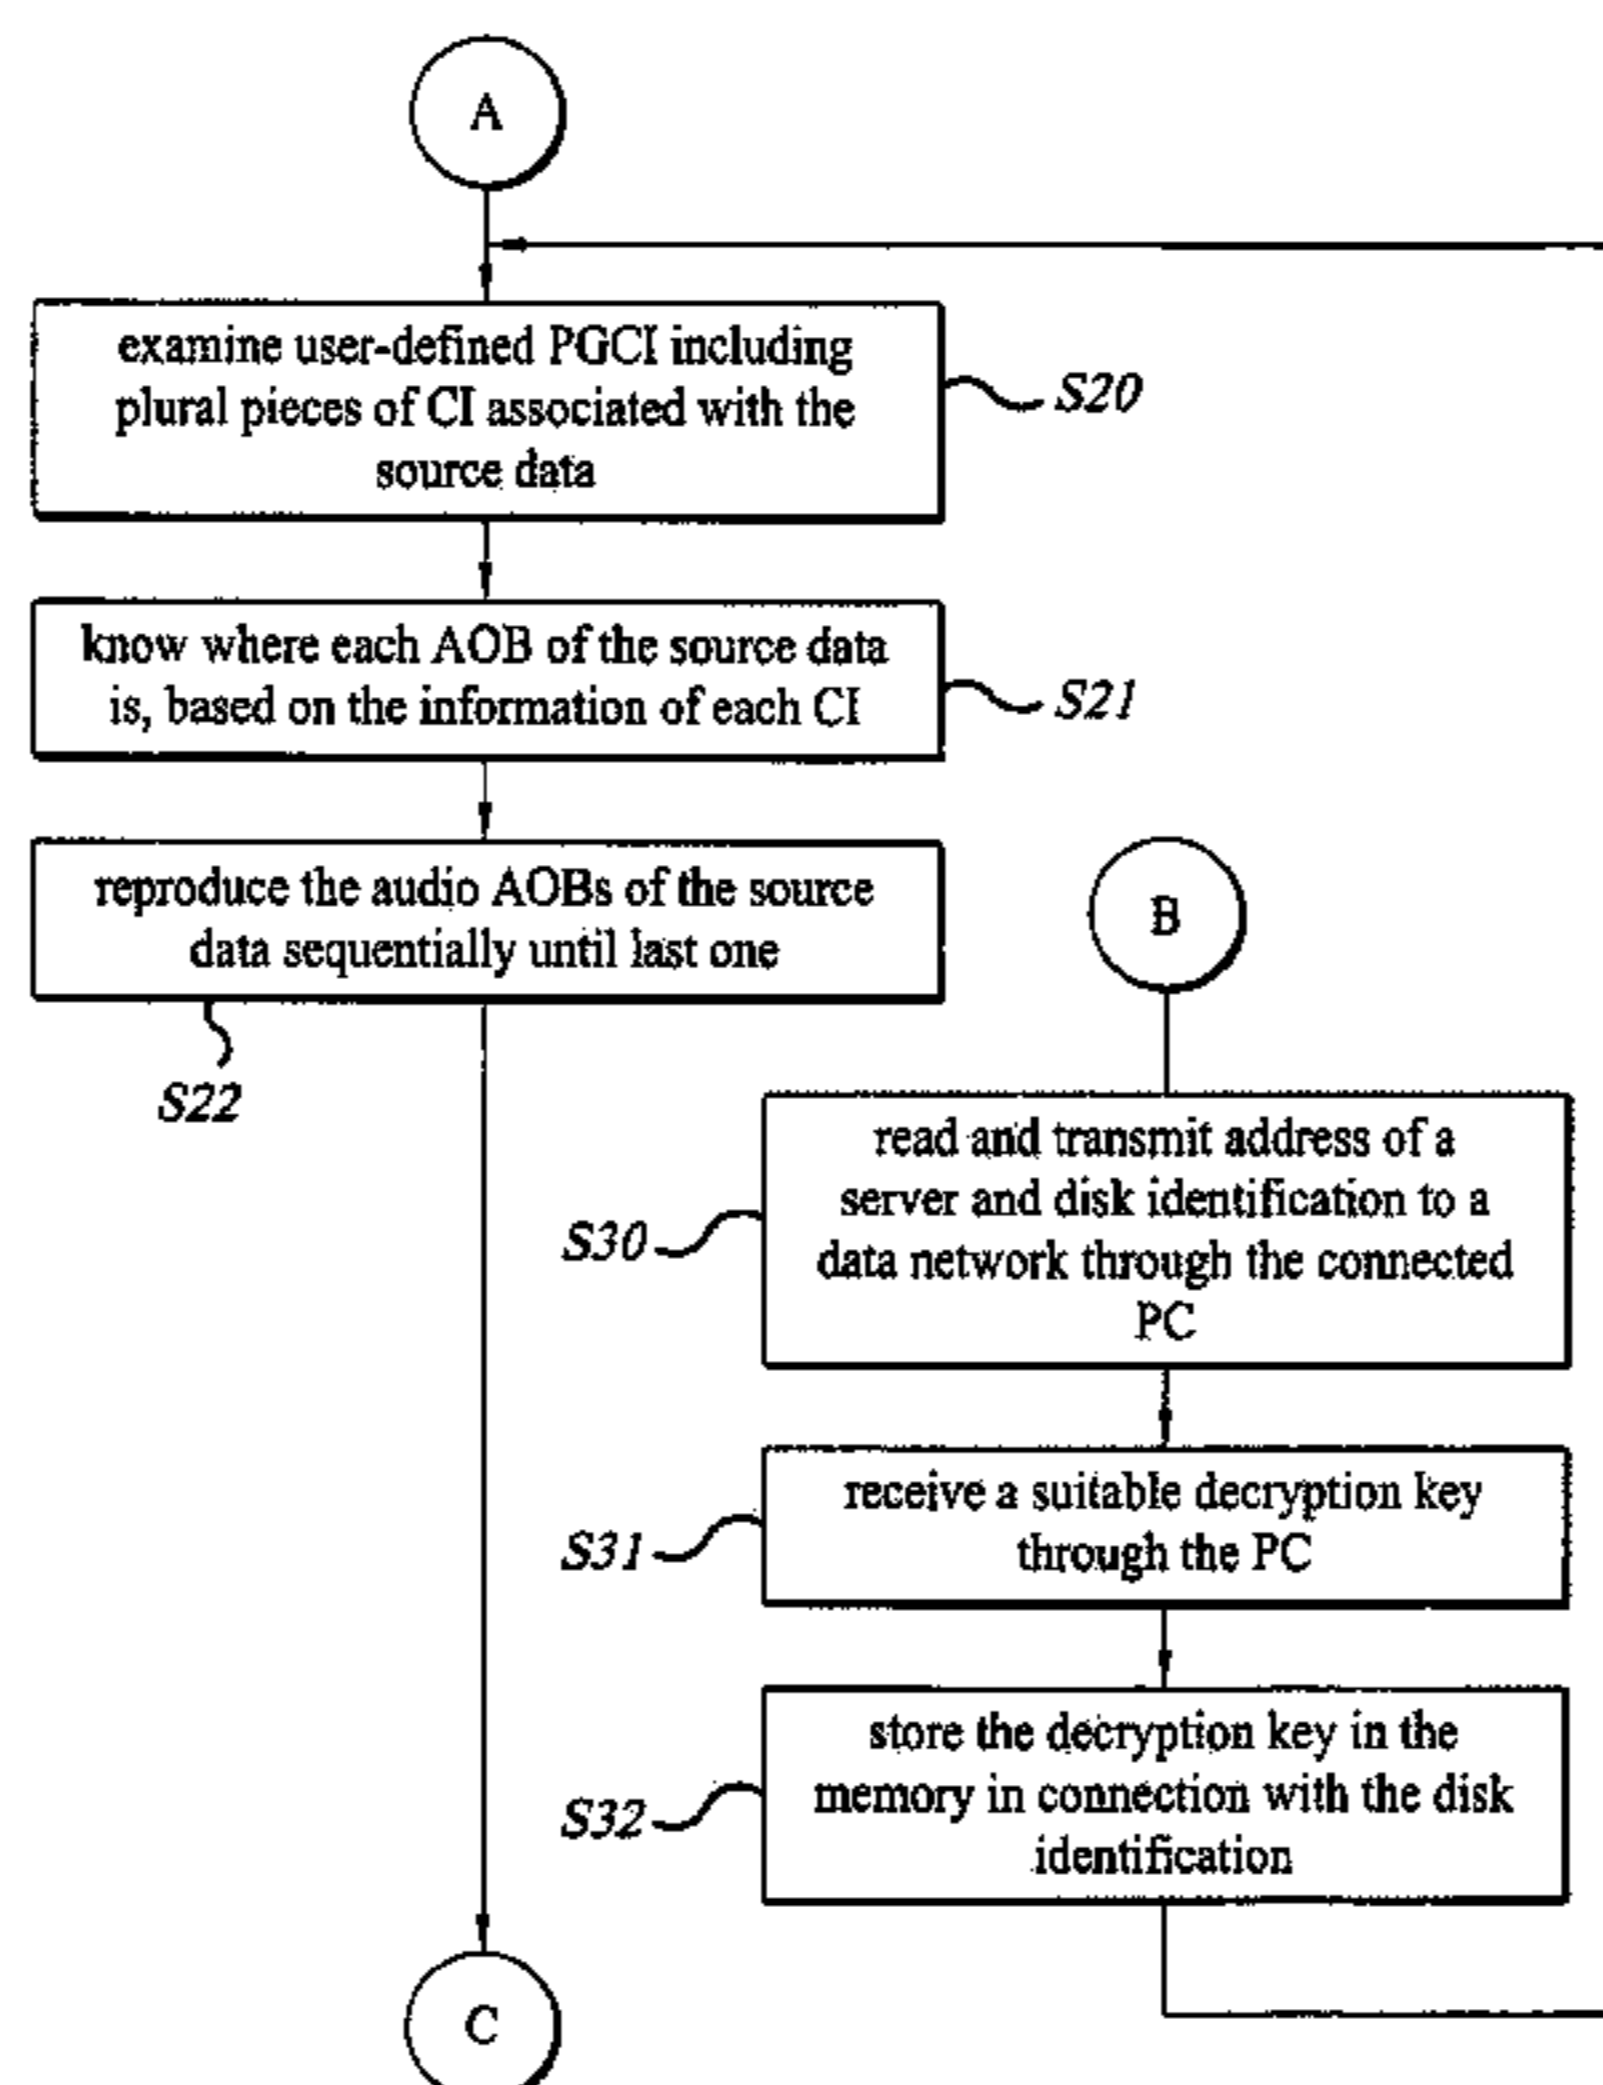 A
examine user-defined PGCI including
plural pieces of CI associated with the
source data
S20
know where each AOB of the source data
is, based on the information of each CI
S21
reproduce the audio AOBs of the source
data sequentially until last one
S22
B
read and transmit address of a
server and disk identification to a
data network through the connected
PC
S30
receive a suitable decryption key
through the PC
S31
store the decryption key in the
memory in connection with the disk
identification
S32
C